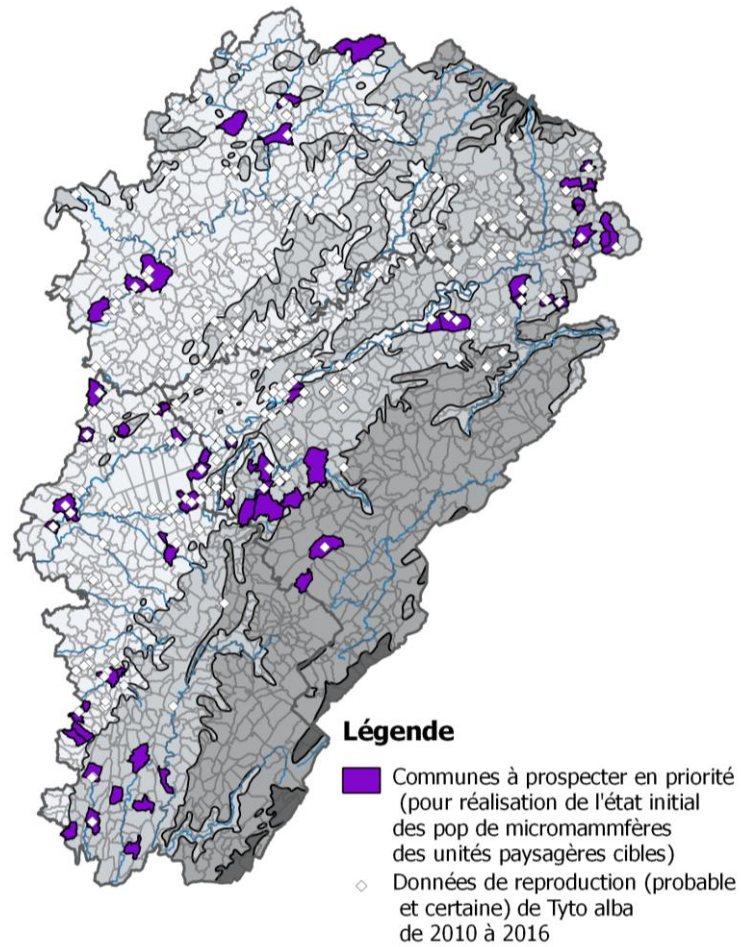 Légende
Communes à prospecter en priorité
(pour réalisation de l'état initial
des pop de micromammfères
des unités paysagères cibles)
Données de reproduction (probable
et certaine) de Tyto alba
de 2010 à 2016